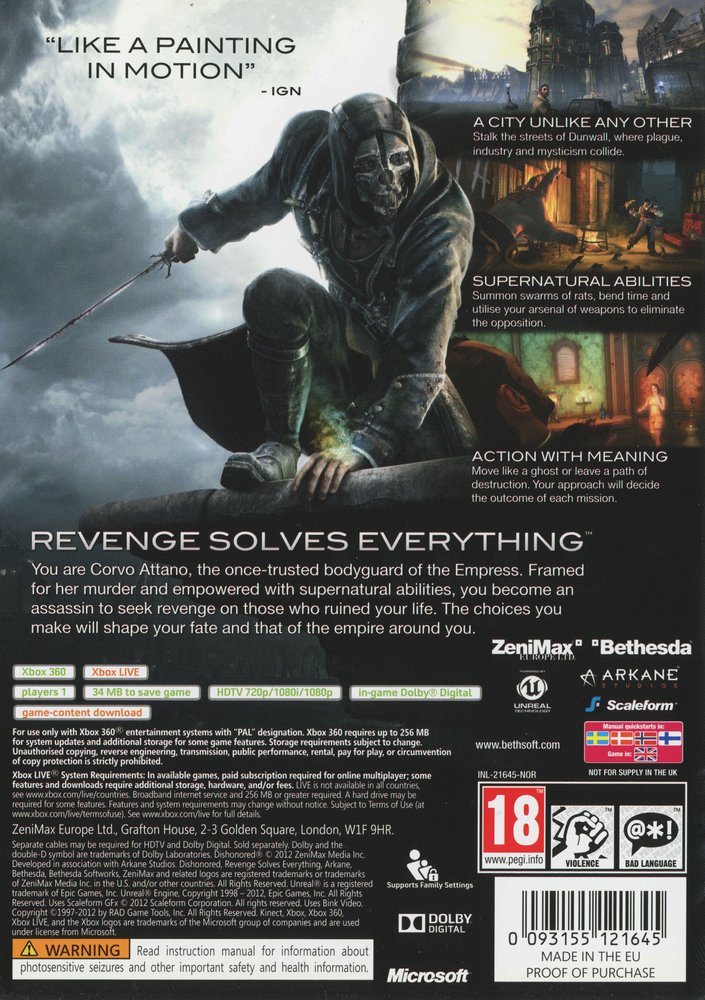 “LIKE A PAINTING
IN MOTION”
- IGN
A CITY UNLIKE ANY OTHER
Stalk the streets of Dunwall, where plague,
industry and mysticism collide.
SUPERNATURAL ABILITIES
Summon swarms of rats, bend time and
utilise your arsenal of weapons to eliminate
the opposition.
ACTION WITH MEANING
Move like a ghost or leave a path of
destruction. Your approach will decide
the outcome of each mission.
REVENGE SOLVES EVERYTHING™
You are Corvo Attano, the once-trusted bodyguard of the Empress. Framed
for her murder and empowered with supernatural abilities, you become an
assassin to seek revenge on those who ruined your life. The choices you
make will shape your fate and that of the empire around you.
ZeniMax
EUROPE LTD.
Bethesda
Xbox 360
Xbox LIVE
players 1
34 MB to save game
HDTV 720p/1080i/1080p
in-game Dolby® Digital
game-content download
POWERED BY
UNREAL
TECHNOLOGY
ARKANE
STUDIOS
Scaleform™
For use only with Xbox 360® entertainment systems with "PAL" designation. Xbox 360 requires up to 256 MB
for system updates and additional storage for some game features. Storage requirements subject to change.
Unauthorised copying, reverse engineering, transmission, public performance, rental, pay for play, or circumvention
of copy protection is strictly prohibited.
Xbox LIVE® System Requirements: In available games, paid subscription required for online multiplayer; some
features and downloads require additional storage, hardware, and/or fees. LIVE is not available in all countries,
see www.xbox.com/live/countries. Broadband internet service and 256 MB or greater required. A hard drive may be
required for some features. Features and system requirements may change without notice. Subject to Terms of Use (at
www.xbox.com/live/termsofuse). See www.xbox.com/live for full details.
ZeniMax Europe Ltd., Grafton House, 2-3 Golden Square, London, W1F 9HR.
Separate cables may be required for HDTV and Dolby Digital. Sold separately. Dolby and the
double-D symbol are trademarks of Dolby Laboratories. Dishonored® © 2012 ZeniMax Media Inc.
Developed in association with Arkane Studios. Dishonored, Revenge Solves Everything, Arkane,
Bethesda, Bethesda Softworks, ZeniMax and related logos are registered trademarks or trademarks
of ZeniMax Media Inc. in the U.S. and/or other countries. All Rights Reserved. Unreal® is a registered
trademark of Epic Games, Inc. Unreal® Engine, Copyright 1998 – 2012, Epic Games, Inc. All Rights
Reserved. Uses Scaleform GFx © 2012 Scaleform Corporation. All rights reserved. Uses Bink Video.
Copyright ©1997-2012 by RAD Game Tools, Inc. All Rights Reserved. Kinect, Xbox, Xbox 360,
Xbox LIVE, and the Xbox logos are trademarks of the Microsoft group of companies and are used
under license from Microsoft.
WARNING
Read instruction manual for information about
photosensitive seizures and other important safety and health information.
Supports Family Settings
DOLBY
DIGITAL
Microsoft
www.bethsoft.com
Manual quickstarts in:
Game in:
INL-21645-NOR
NOT FOR SUPPLY IN THE UK
18
www.pegi.info
VIOLENCE
@*!
BAD LANGUAGE
0 093155 121645
MADE IN THE EU
PROOF OF PURCHASE